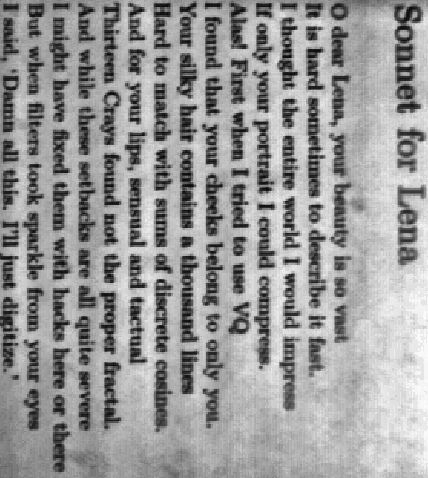 Sonnet for Lena
O dear Lena, your beauty is so vast
It is hard sometimes to describe it fast.
I thought the entire world I would impress
If only your portrait I could compress.
Alas! First when I tried to use VQ
I found that your cheeks belong to only you.
Your silky hair contains a thousand lines
Hard to match with sums of discrete cosines.
And for your lips, sensual and tactual
Thirteen Crays found not the proper fractal.
And while these setbacks are all quite severe
I might have fixed them with hacks here or there
But when filters took sparkle from your eyes
I said, 'Damn all this. I'll just digitize.'